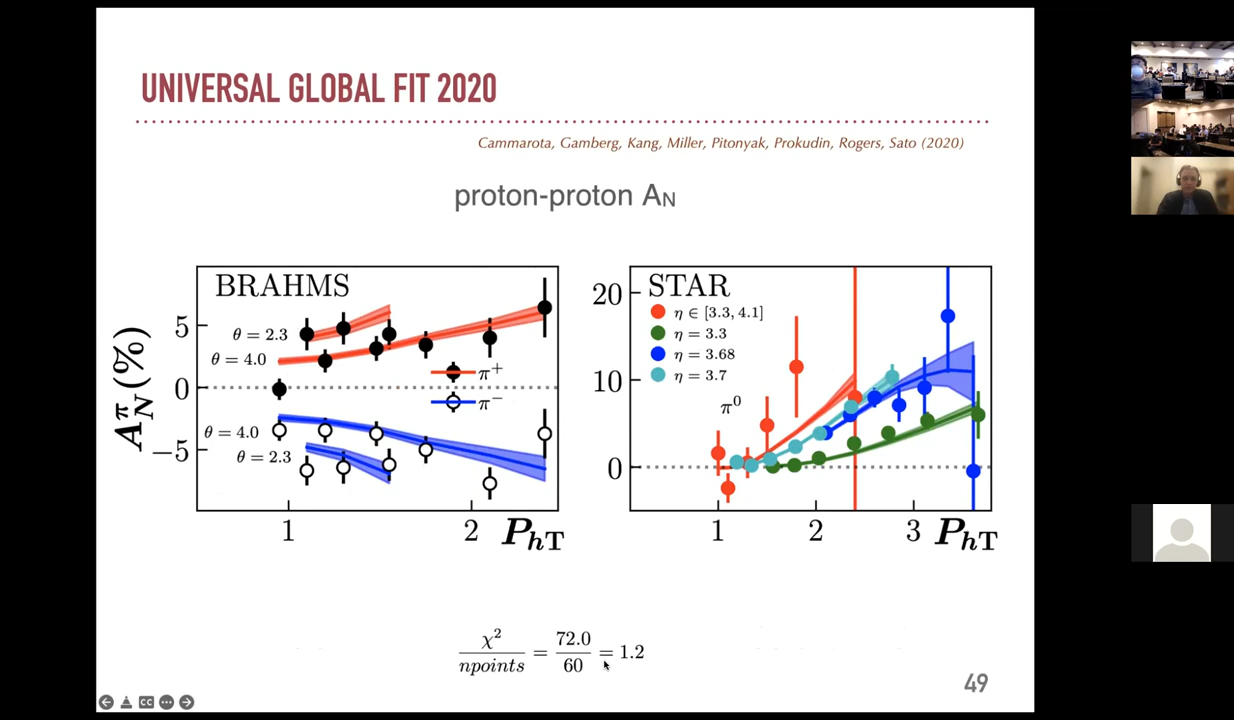 UNIVERSAL GLOBAL FIT 2020
Cammarota, Gamberg, Kang, Miller, Pitonyak, Prokudin, Rogers, Sato (2020)
proton-proton AN
A_N^π (%)
BRAHMS
5
0
−5
θ = 2.3
θ = 4.0
π+
π−
θ = 4.0
θ = 2.3
1 2 P_hT
STAR
20
10
0
η ∈ [3.3, 4.1]
η = 3.3
η = 3.68
η = 3.7
π0
1 2 3 P_hT
χ²/npoints = 72.0/60 = 1.2
49
CC